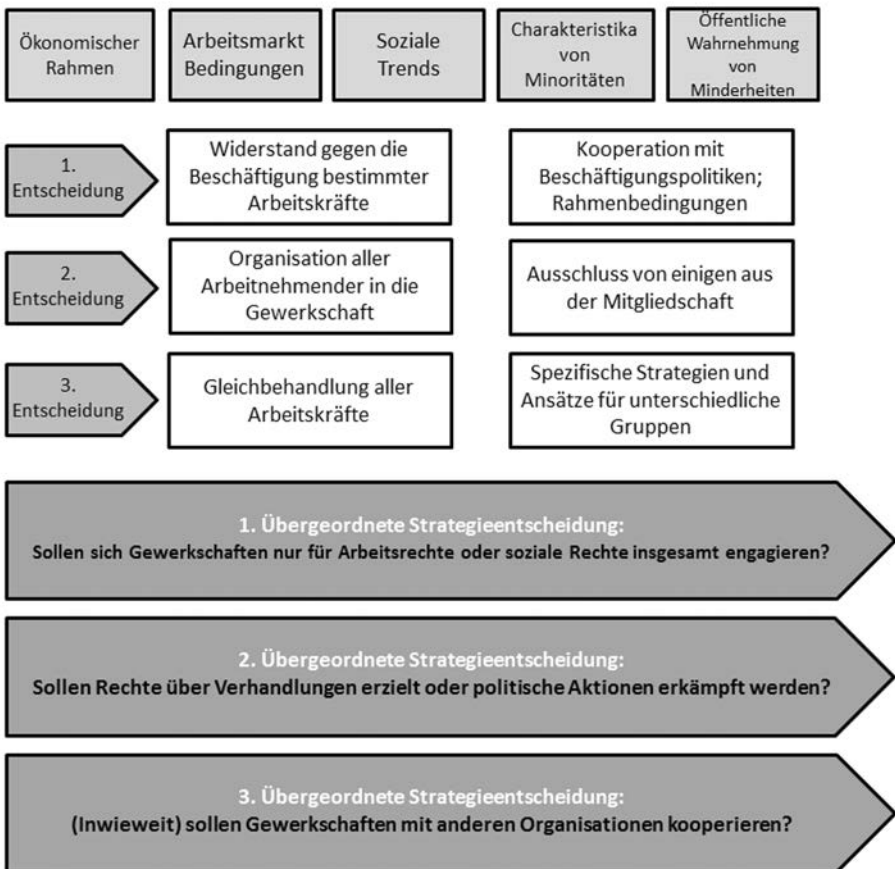 Ökonomischer
Rahmen
Arbeitsmarkt
Bedingungen
Soziale
Trends
Charakteristika
von
Minoritäten
Öffentliche
Wahrnehmung
von
Minderheiten
1.
Entscheidung
Widerstand gegen die
Beschäftigung bestimmter
Arbeitskräfte
Kooperation mit
Beschäftigungspolitiken;
Rahmenbedingungen
2.
Entscheidung
Organisation aller
Arbeitnehmender in die
Gewerkschaft
Ausschluss von einigen aus
der Mitgliedschaft
3.
Entscheidung
Gleichbehandlung aller
Arbeitskräfte
Spezifische Strategien und
Ansätze für unterschiedliche
Gruppen
1. Übergeordnete Strategieentscheidung:
Sollen sich Gewerkschaften nur für Arbeitsrechte oder soziale Rechte insgesamt engagieren?
2. Übergeordnete Strategieentscheidung:
Sollen Rechte über Verhandlungen erzielt oder politische Aktionen erkämpft werden?
3. Übergeordnete Strategieentscheidung:
(Inwieweit) sollen Gewerkschaften mit anderen Organisationen kooperieren?